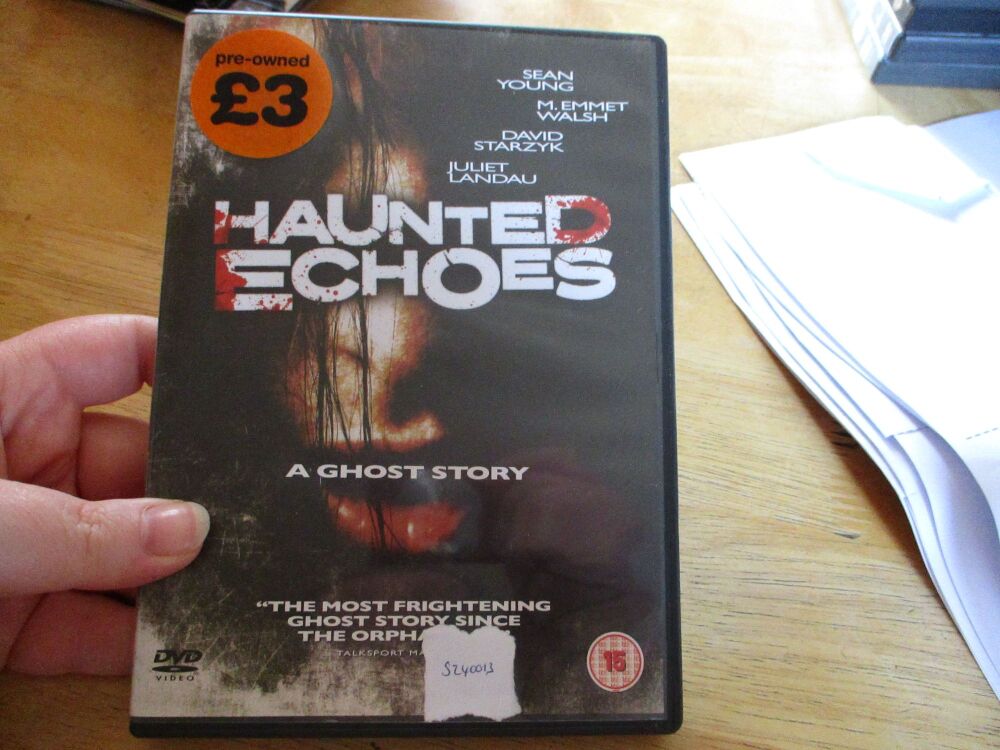 pre-owned
£3
SEAN
YOUNG
M. EMMET
WALSH
DAVID
STARZYK
JULIET
LANDAU
HAUNTED
ECHOES
A GHOST STORY
"THE MOST FRIGHTENING
GHOST STORY SINCE
THE
TALKSPORT
S240013
DVD
VIDEO
15